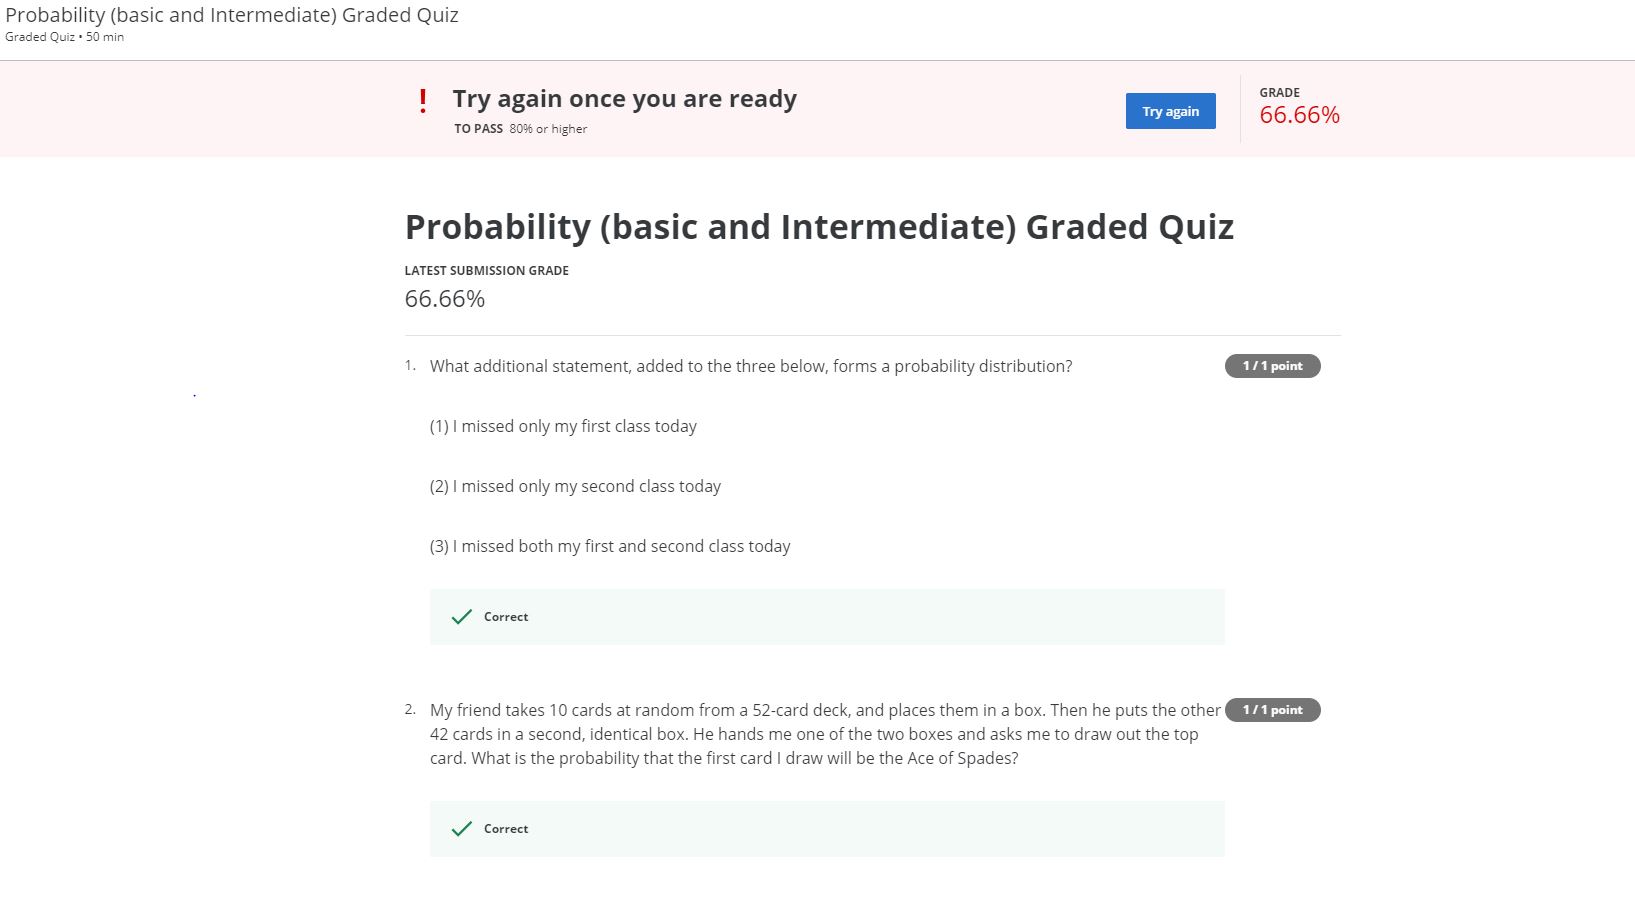 Probability (basic and Intermediate) Graded Quiz
Graded Quiz • 50 min
! Try again once you are ready
TO PASS 80% or higher
Try again
GRADE
66.66%
Probability (basic and Intermediate) Graded Quiz
LATEST SUBMISSION GRADE
66.66%
1. What additional statement, added to the three below, forms a probability distribution?
1 / 1 point
(1) I missed only my first class today
(2) I missed only my second class today
(3) I missed both my first and second class today
Correct
2. My friend takes 10 cards at random from a 52-card deck, and places them in a box. Then he puts the other
1 / 1 point
42 cards in a second, identical box. He hands me one of the two boxes and asks me to draw out the top
card. What is the probability that the first card I draw will be the Ace of Spades?
Correct